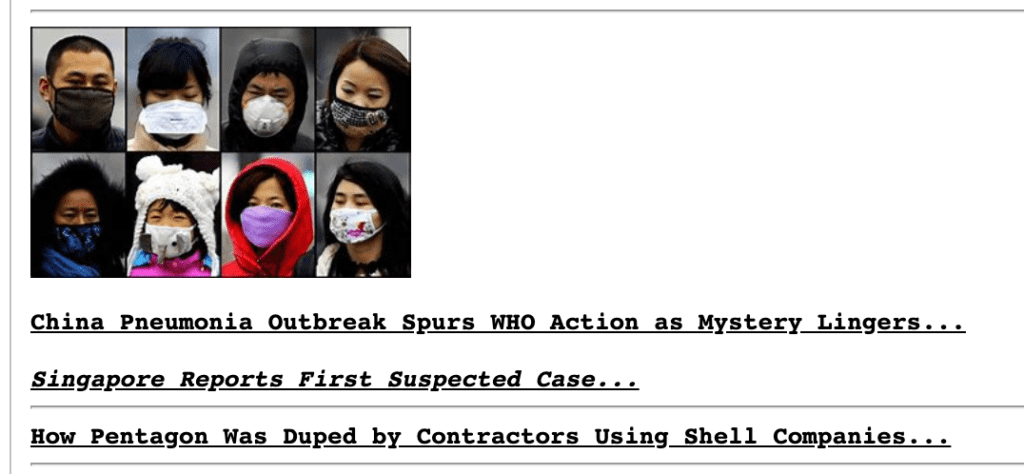 China Pneumonia Outbreak Spurs WHO Action as Mystery Lingers...
Singapore Reports First Suspected Case...
How Pentagon Was Duped by Contractors Using Shell Companies...